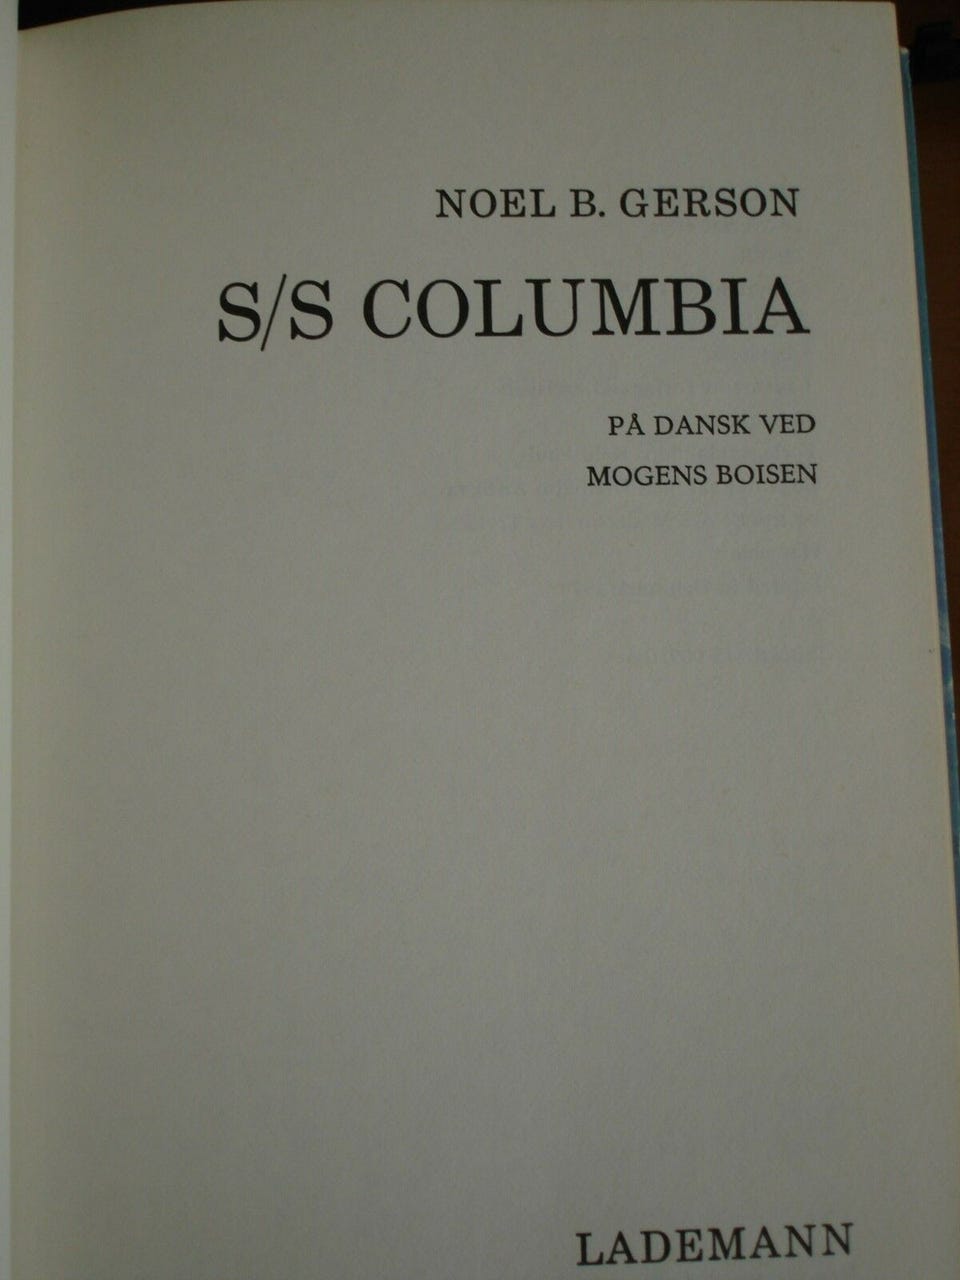 NOEL B. GERSON
S/S COLUMBIA
PÅ DANSK VED
MOGENS BOISEN
LADEMANN